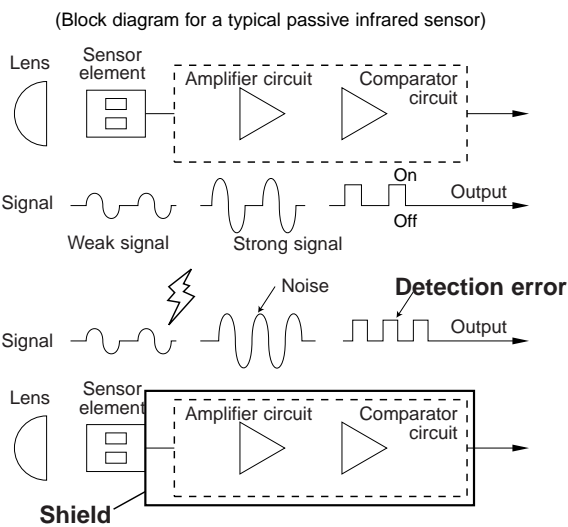 (Block diagram for a typical passive infrared sensor)
Lens
Sensor
element
Amplifier circuit
Comparator
circuit
Signal
On
Off
Output
Weak signal
Strong signal
Noise
Detection error
Signal
Output
Lens
Sensor
element
Amplifier circuit
Comparator
circuit
Shield